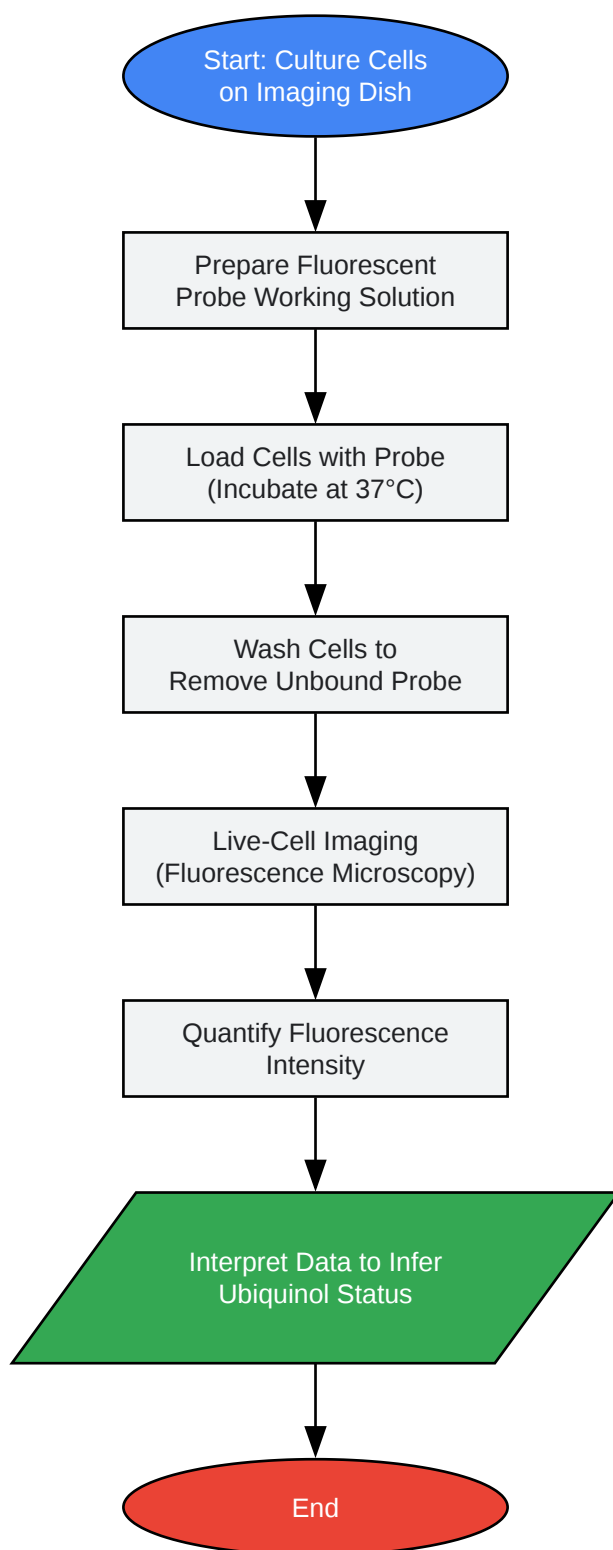 Start: Culture Cells
on Imaging Dish
Prepare Fluorescent
Probe Working Solution
Load Cells with Probe
(Incubate at 37°C)
Wash Cells to
Remove Unbound Probe
Live-Cell Imaging
(Fluorescence Microscopy)
Quantify Fluorescence
Intensity
Interpret Data to Infer
Ubiquinol Status
End